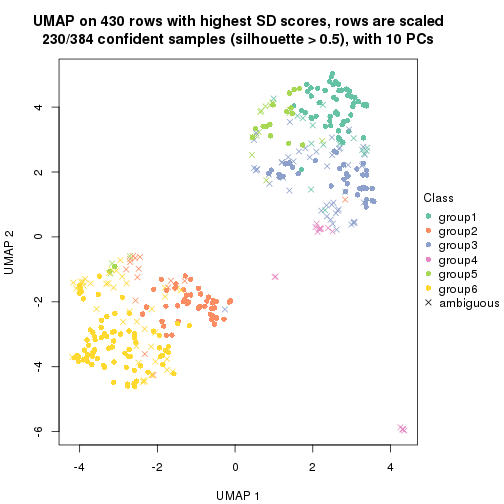 UMAP on 430 rows with highest SD scores, rows are scaled
230/384 confident samples (silhouette > 0.5), with 10 PCs
4
2
0
-2
-4
-6
UMAP 2
-4
-2
0
2
4
UMAP 1
Class
group1
group2
group3
group4
group5
group6
ambiguous